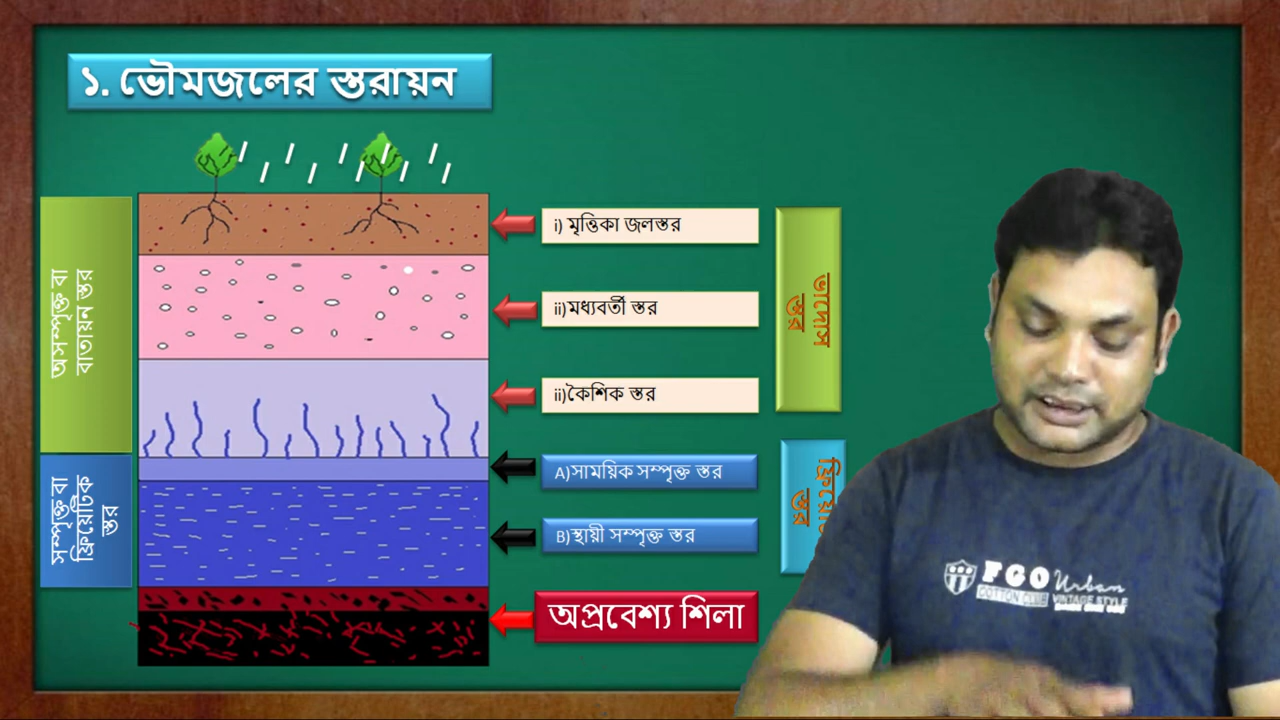 ১. ভৌমজলের স্তরায়ন
অসম্পৃক্ত বা
বাতায়ন স্তর
i) মৃত্তিকা জলস্তর
ii)মধ্যবর্তী স্তর
ii)কৈশিক স্তর
ভাদোস
স্তর
সম্পৃক্ত বা
ফ্রিয়েটিক
স্তর
A)সাময়িক সম্পৃক্ত স্তর
B)স্থায়ী সম্পৃক্ত স্তর
স্তর
অপ্রবেশ্য শিলা
FGO Urban
COTTON CLUB VINTAGE STYLE